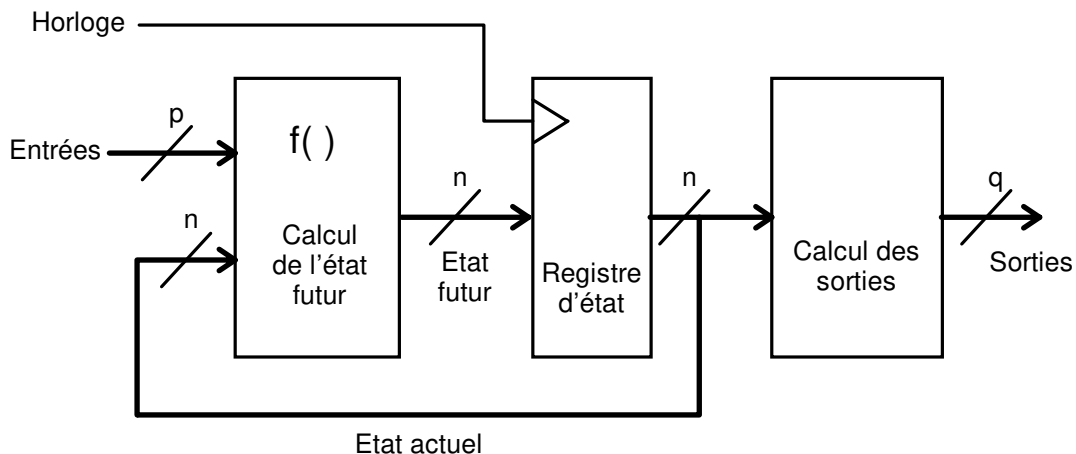 Horloge
p
Entrées
f( )
n
Calcul
de l'état
futur
n
Etat
futur
Registre
d'état
n
Calcul des
sorties
q
Sorties
Etat actuel